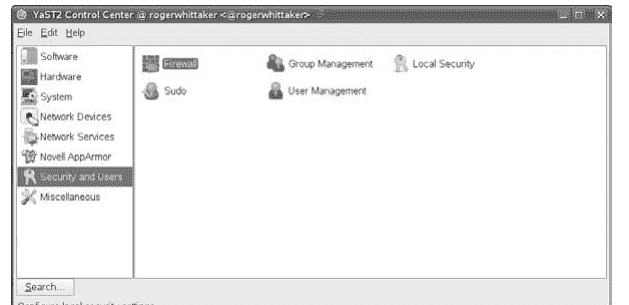 YaST2 Control Center @ rogerwhittaker <@rogerwhittaker>
File Edit Help
Software
Hardware
System
Network Devices
Network Services
Novell AppArmor
Security and Users
Miscellaneous
Firewall Group Management Local Security
Sudo User Management
Search...